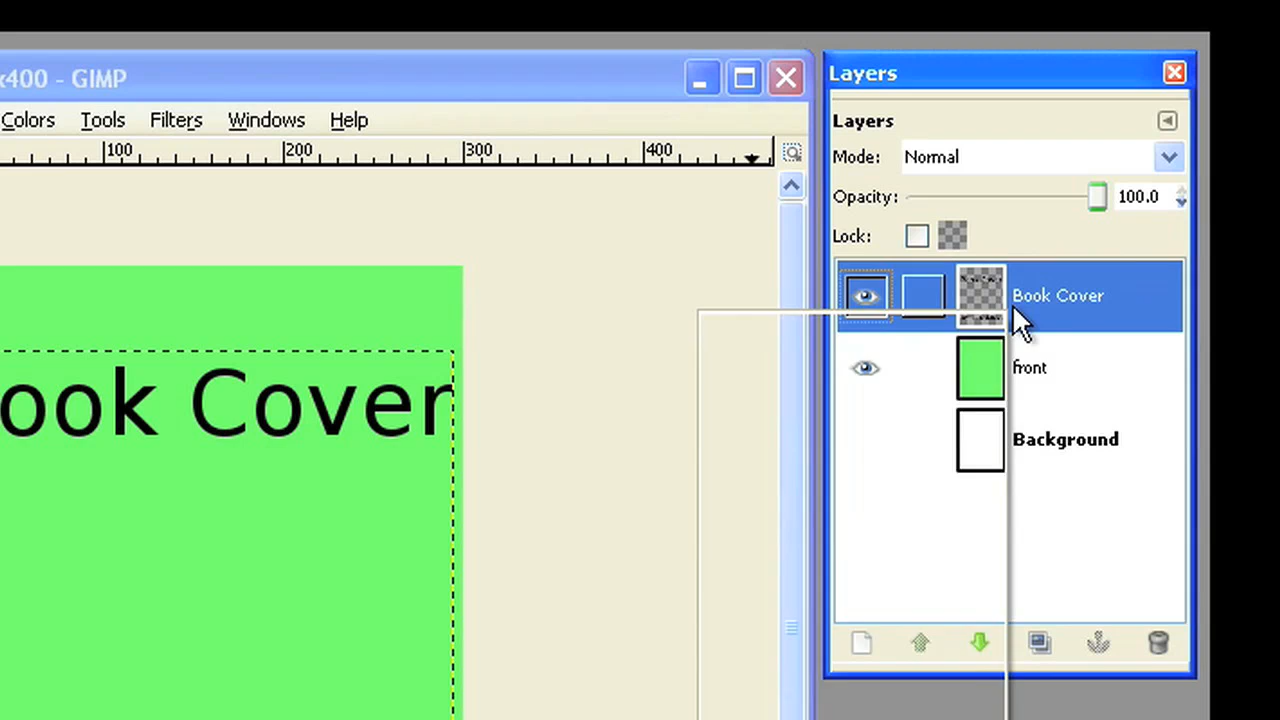 x400 - GIMP
Colors Tools Filters Windows Help
100 200 300 400
ook Cover
Layers
Layers
Mode: Normal
Opacity: 100.0
Lock:
Book Cover
front
Background